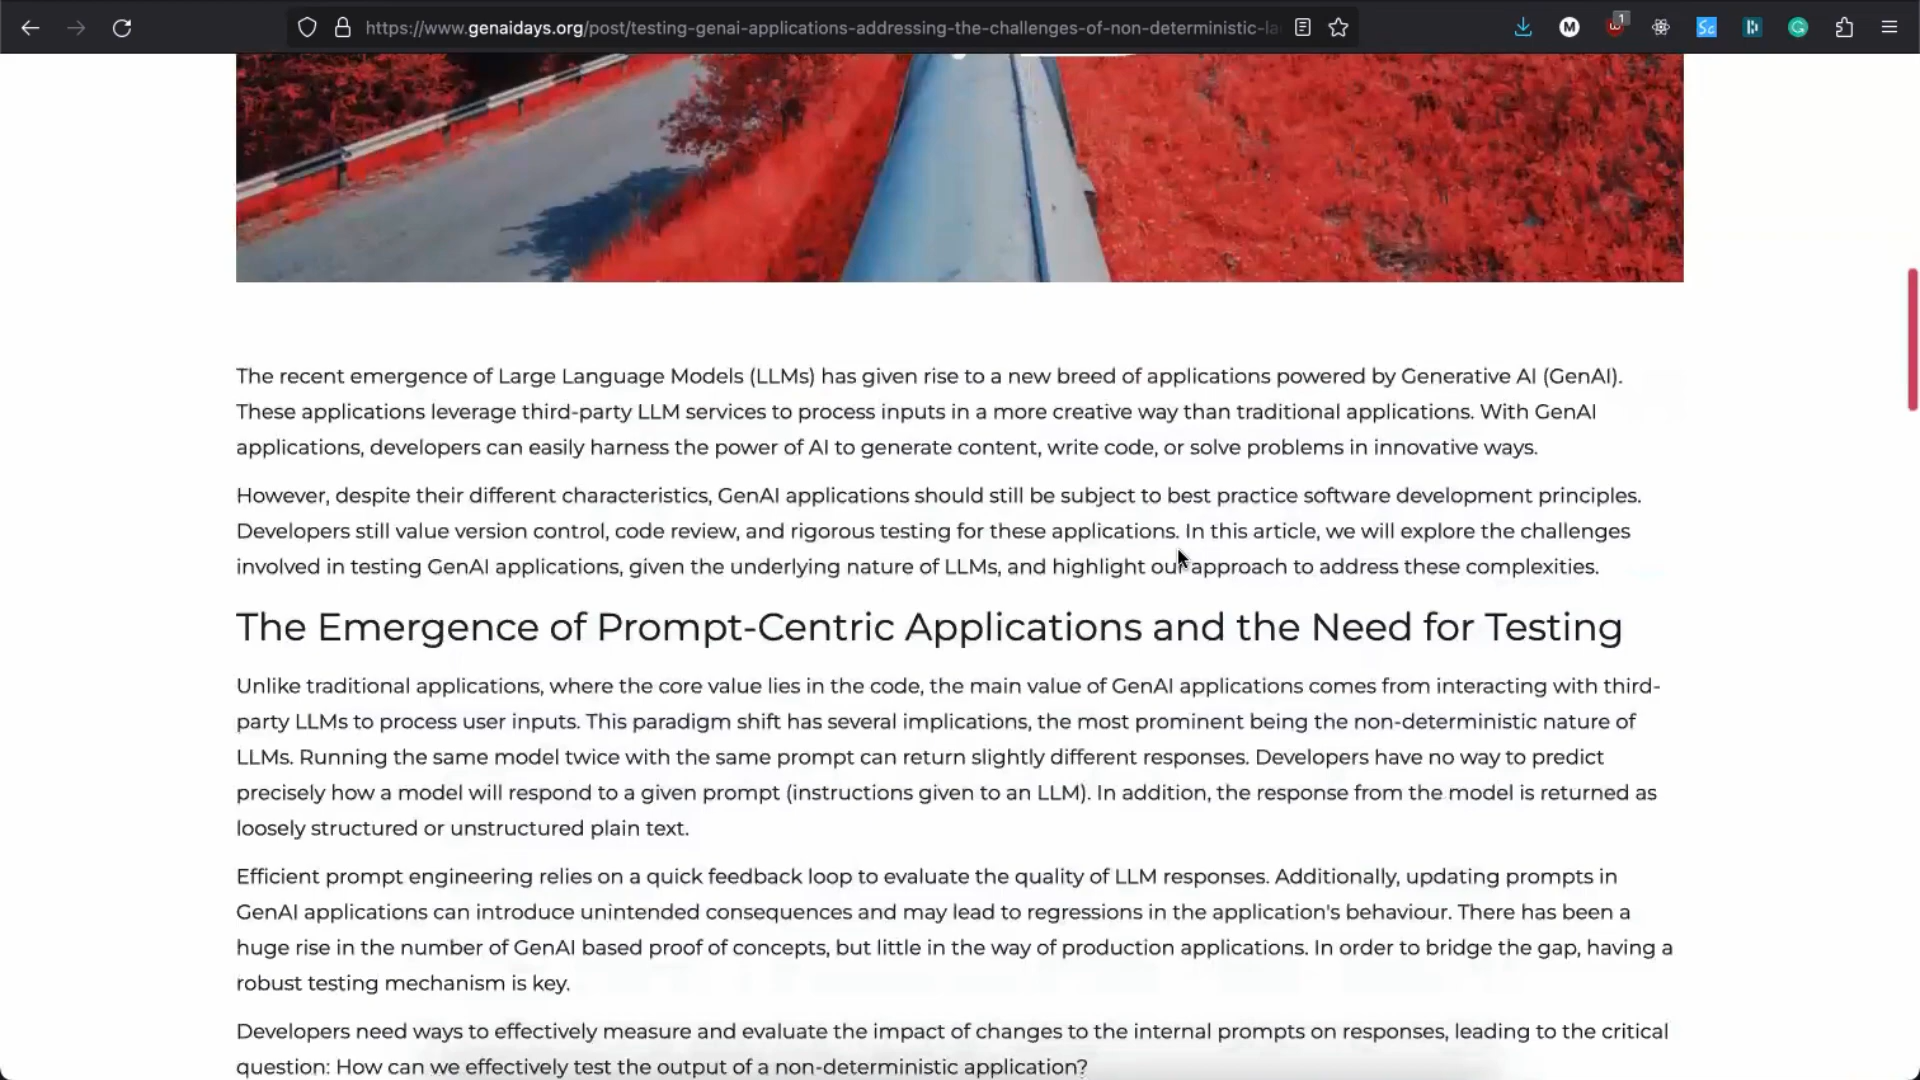 https://www.genaidays.org/post/testing-genai-applications-addressing-the-challenges-of-non-deterministic-la
M
1
Sc
G
The recent emergence of Large Language Models (LLMs) has given rise to a new breed of applications powered by Generative AI (GenAI).
These applications leverage third-party LLM services to process inputs in a more creative way than traditional applications. With GenAI
applications, developers can easily harness the power of AI to generate content, write code, or solve problems in innovative ways.
However, despite their different characteristics, GenAI applications should still be subject to best practice software development principles.
Developers still value version control, code review, and rigorous testing for these applications. In this article, we will explore the challenges
involved in testing GenAI applications, given the underlying nature of LLMs, and highlight our approach to address these complexities.
The Emergence of Prompt-Centric Applications and the Need for Testing
Unlike traditional applications, where the core value lies in the code, the main value of GenAI applications comes from interacting with third-
party LLMs to process user inputs. This paradigm shift has several implications, the most prominent being the non-deterministic nature of
LLMs. Running the same model twice with the same prompt can return slightly different responses. Developers have no way to predict
precisely how a model will respond to a given prompt (instructions given to an LLM). In addition, the response from the model is returned as
loosely structured or unstructured plain text.
Efficient prompt engineering relies on a quick feedback loop to evaluate the quality of LLM responses. Additionally, updating prompts in
GenAI applications can introduce unintended consequences and may lead to regressions in the application's behaviour. There has been a
huge rise in the number of GenAI based proof of concepts, but little in the way of production applications. In order to bridge the gap, having a
robust testing mechanism is key.
Developers need ways to effectively measure and evaluate the impact of changes to the internal prompts on responses, leading to the critical
question: How can we effectively test the output of a non-deterministic application?